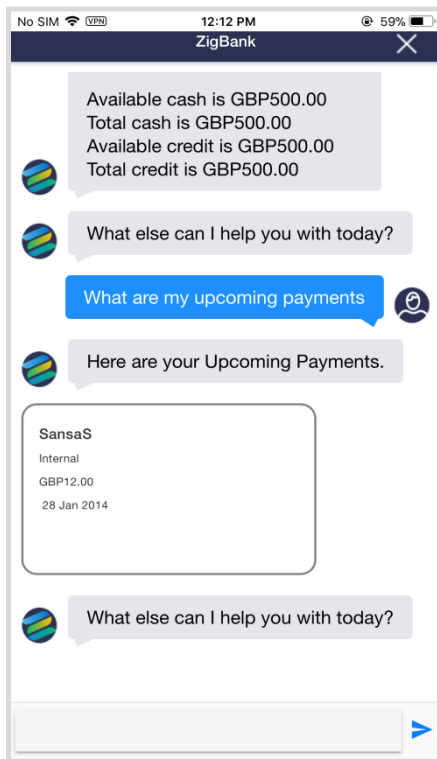 No SIM VPN 12:12 PM 59%
ZigBank
Available cash is GBP500.00
Total cash is GBP500.00
Available credit is GBP500.00
Total credit is GBP500.00
What else can I help you with today?
What are my upcoming payments
Here are your Upcoming Payments.
SansaS
Internal
GBP12.00
28 Jan 2014
What else can I help you with today?